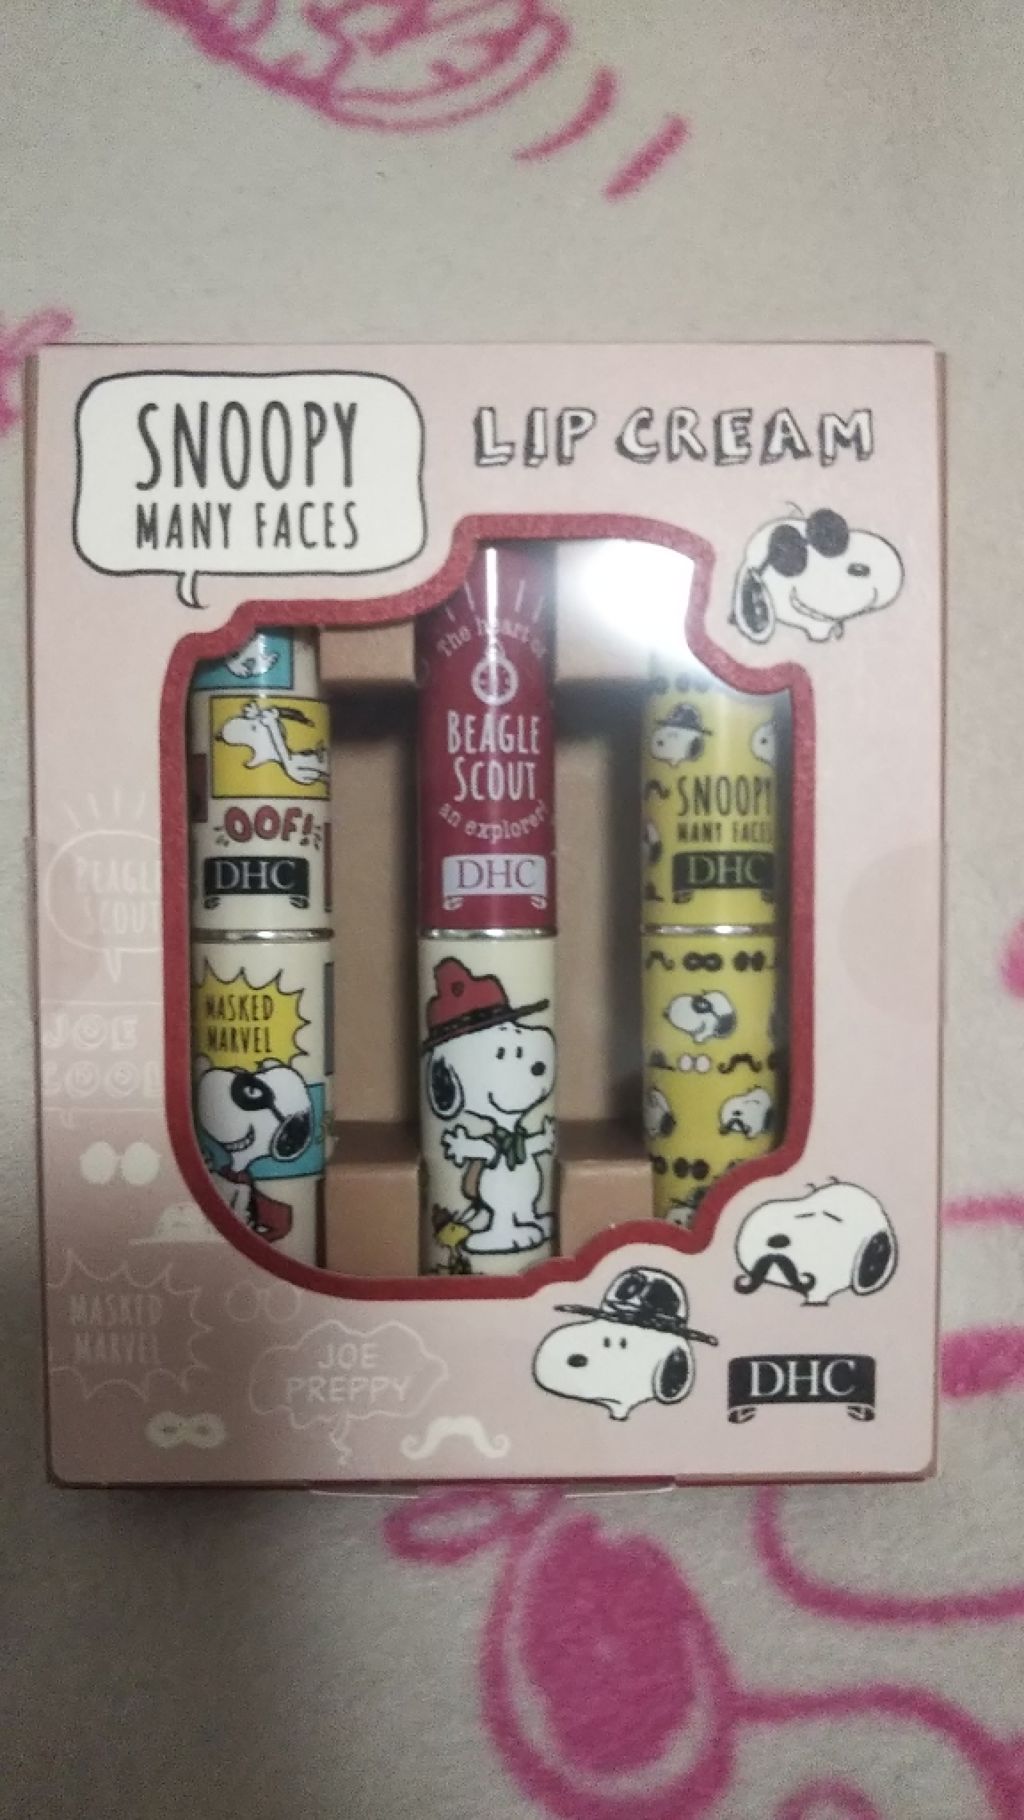 SNOOPY
MANY FACES
LIP CREAM
OOF!
DHC
MASKED
MARVEL
The heart of
BEAGLE
SCOUT
an explorer!
DHC
SNOOPY
MANY FACES
DHC
BEAGLE
SCOUT
JOE
COOL
MASKED
MARVEL
JOE
PREPPY
DHC